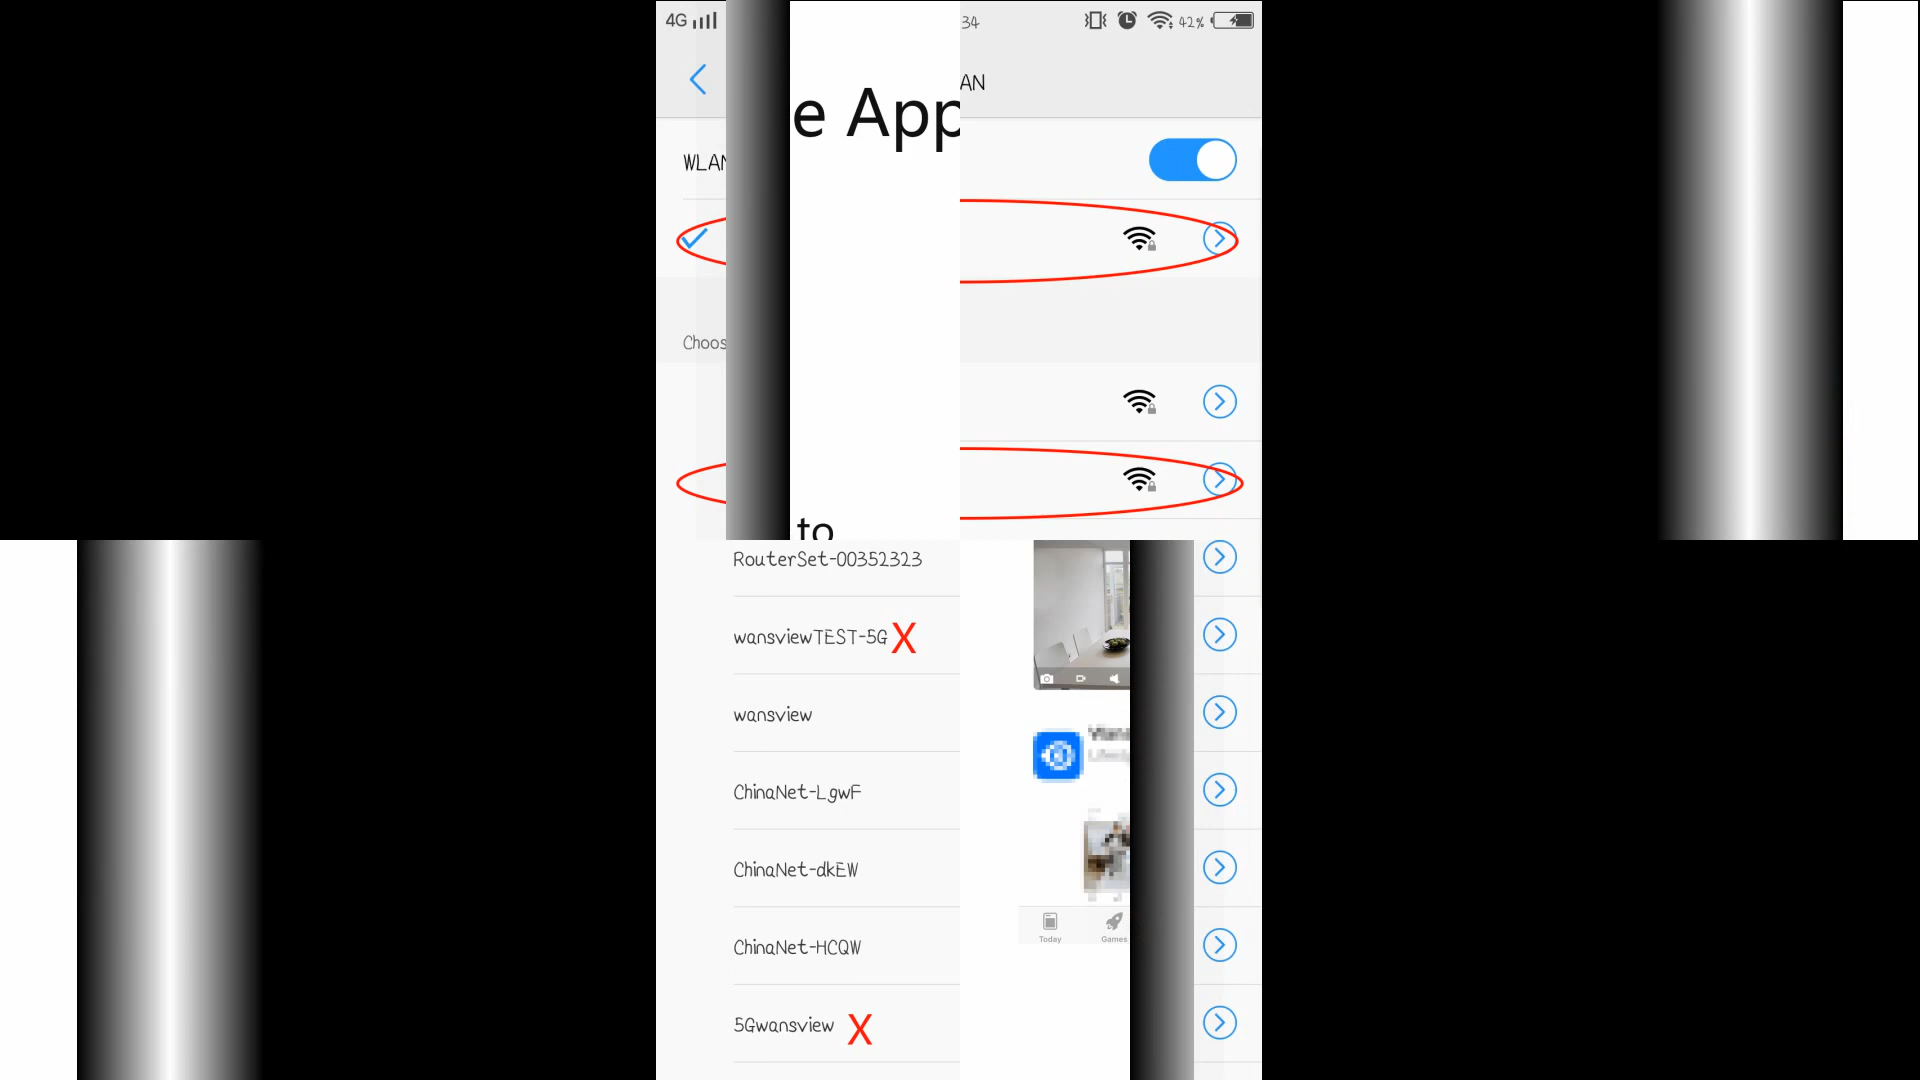 4G
34
42%
AN
e App
WLAN
Choos
to
RouterSet-00352323
wansviewTEST-5G X
wansview
ChinaNet-LgwF
ChinaNet-dkEW
Today
Games
ChinaNet-HCQW
5Gwansview X